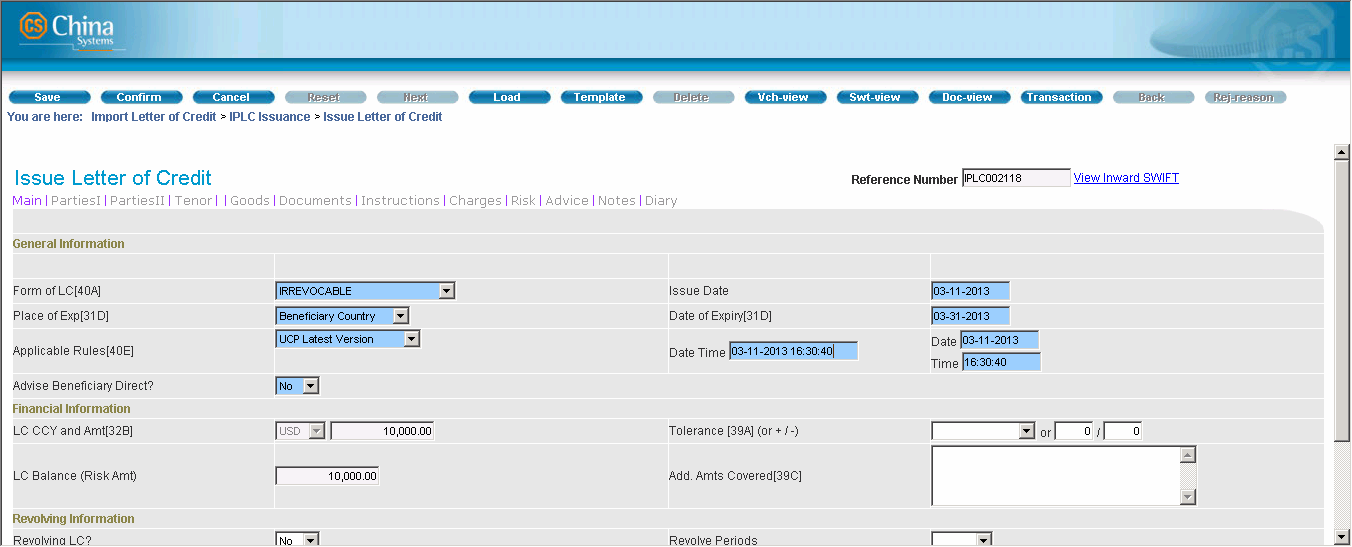 CS China
Systems
CS
Save Confirm Cancel Reset Next Load Template Delete Vch-view Swt-view Doc-view Transaction Back Rej-reason
You are here: Import Letter of Credit > IPLC Issuance > Issue Letter of Credit
Issue Letter of Credit Reference Number IPLC002118 View Inward SWIFT
Main | PartiesI | PartiesII | Tenor | | Goods | Documents | Instructions | Charges | Risk | Advice | Notes | Diary
General Information
Form of LC[40A] IRREVOCABLE Issue Date 03-11-2013
Place of Exp[31D] Beneficiary Country Date of Expiry[31D] 03-31-2013
Applicable Rules[40E] UCP Latest Version Date Time 03-11-2013 16:30:40 Date 03-11-2013
Time 16:30:40
Advise Beneficiary Direct? No
Financial Information
LC CCY and Amt[32B] USD 10,000.00 Tolerance [39A] (or + / -) or 0 / 0
LC Balance (Risk Amt) 10,000.00 Add. Amts Covered[39C]
Revolving Information
Revolving LC? No Revolve Periods